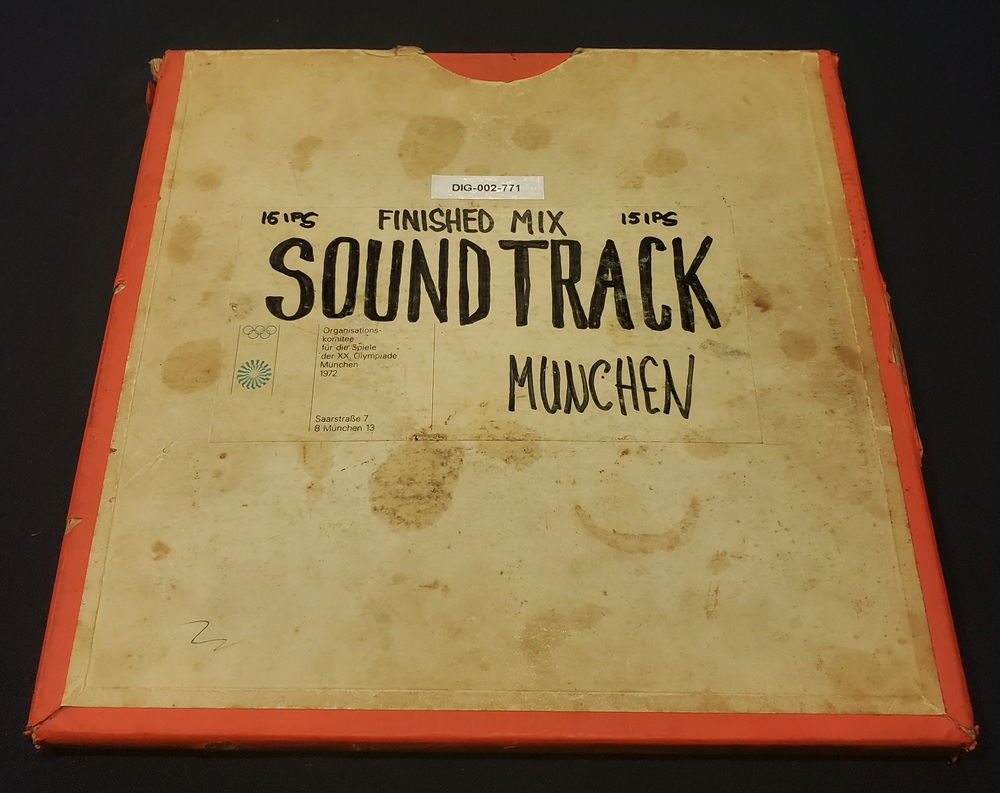 DIG-002-771
15 IPS FINISHED MIX 15 IPS
SOUNDTRACK
Organisations-
komitee
für die Spiele
der XX. Olympiade
München
1972
MUNCHEN
Saarstraße 7
8 München 13